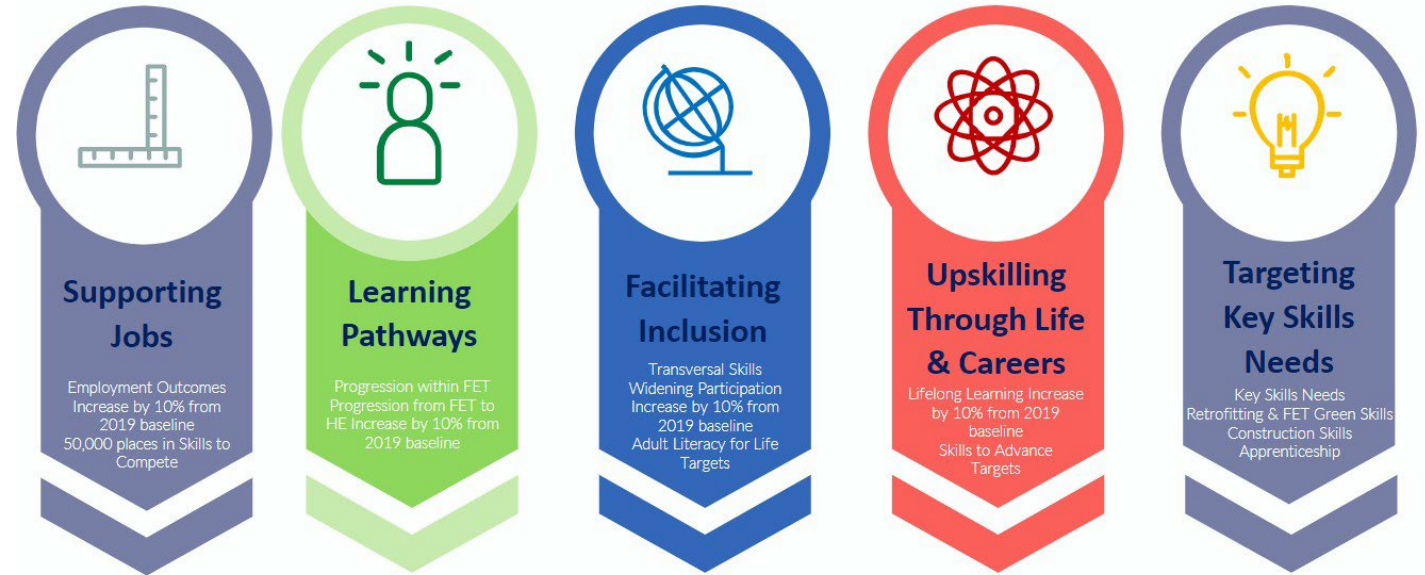 Supporting
Jobs
Employment Outcomes
Increase by 10% from
2019 baseline
50,000 places in Skills to
Compete
Learning
Pathways
Progression within FET
Progression from FET to
HE Increase by 10% from
2019 baseline
Facilitating
Inclusion
Transversal Skills
Widening Participation
Increase by 10% from
2019 baseline
Adult Literacy for Life
Targets
Upskilling
Through Life
& Careers
Lifelong Learning Increase
by 10% from 2019
baseline
Skills to Advance
Targets
Targeting
Key Skills
Needs
Key Skills Needs
Retrofitting & FET Green Skills
Construction Skills
Apprenticeship